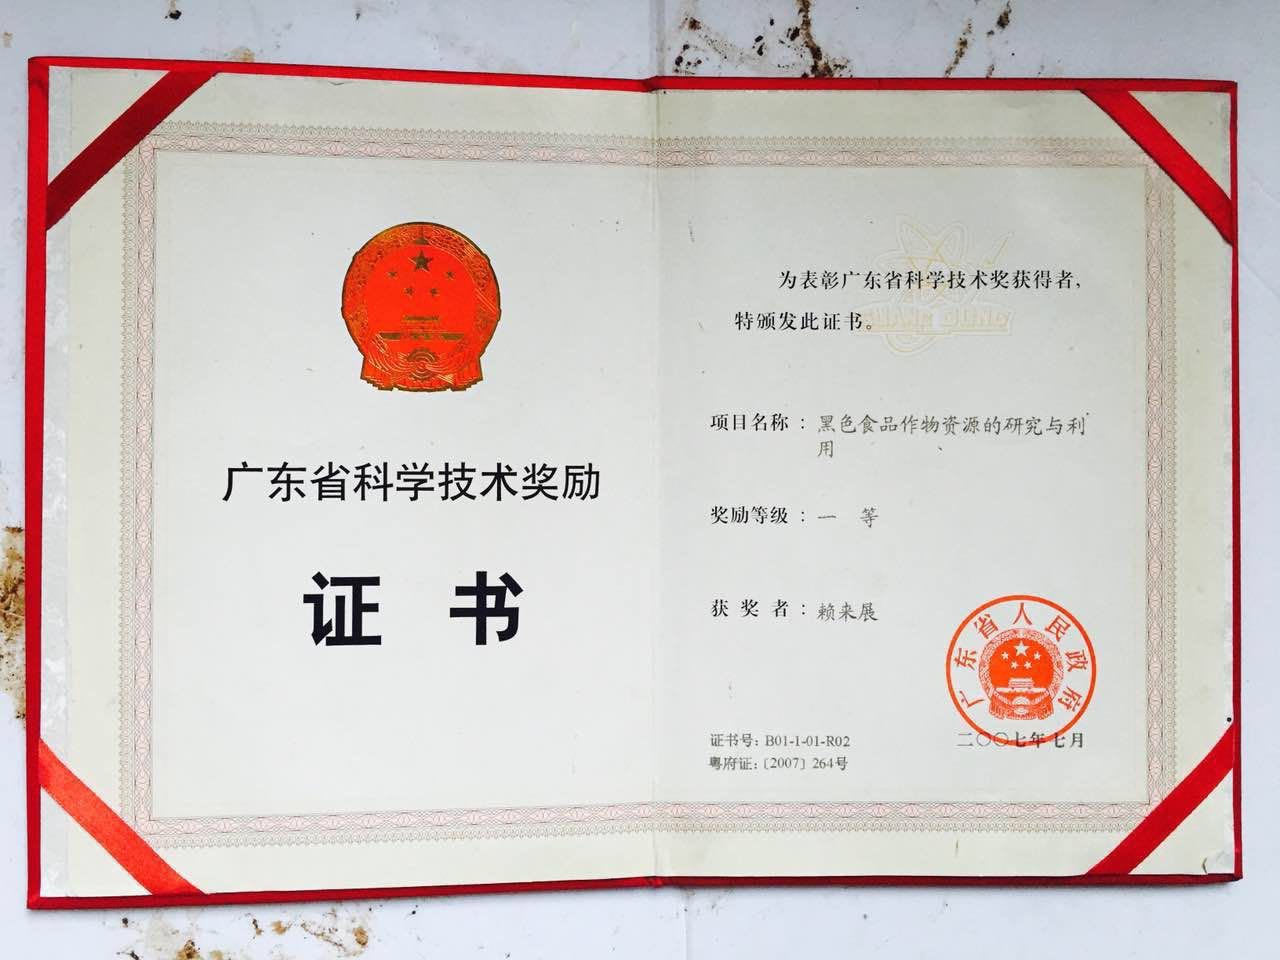 广东省科学技术奖励
证 书
为表彰广东省科学技术奖获得者，
特颁发此证书。
GUANG DONG
项目名称：黑色食品作物资源的研究与利
用
奖励等级：一 等
获 奖 者：赖来展
广东省人民政府
二〇〇七年七月
证书号：B01-1-01-R02
粤府证：〔2007〕264号